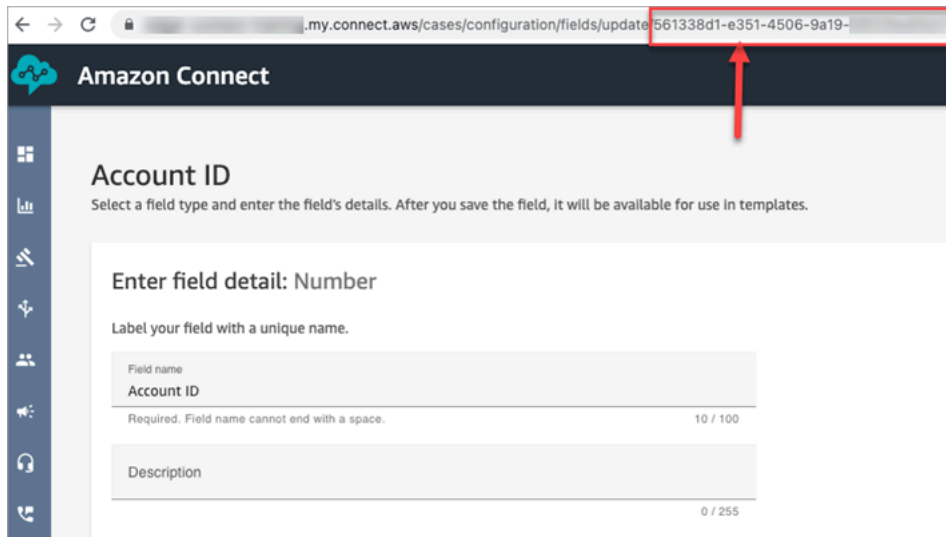 .my.connect.aws/cases/configuration/fields/update/561338d1-e351-4506-9a19-
Amazon Connect
Account ID
Select a field type and enter the field's details. After you save the field, it will be available for use in templates.
Enter field detail: Number
Label your field with a unique name.
Field name
Account ID
Required. Field name cannot end with a space. 10 / 100
Description
0 / 255